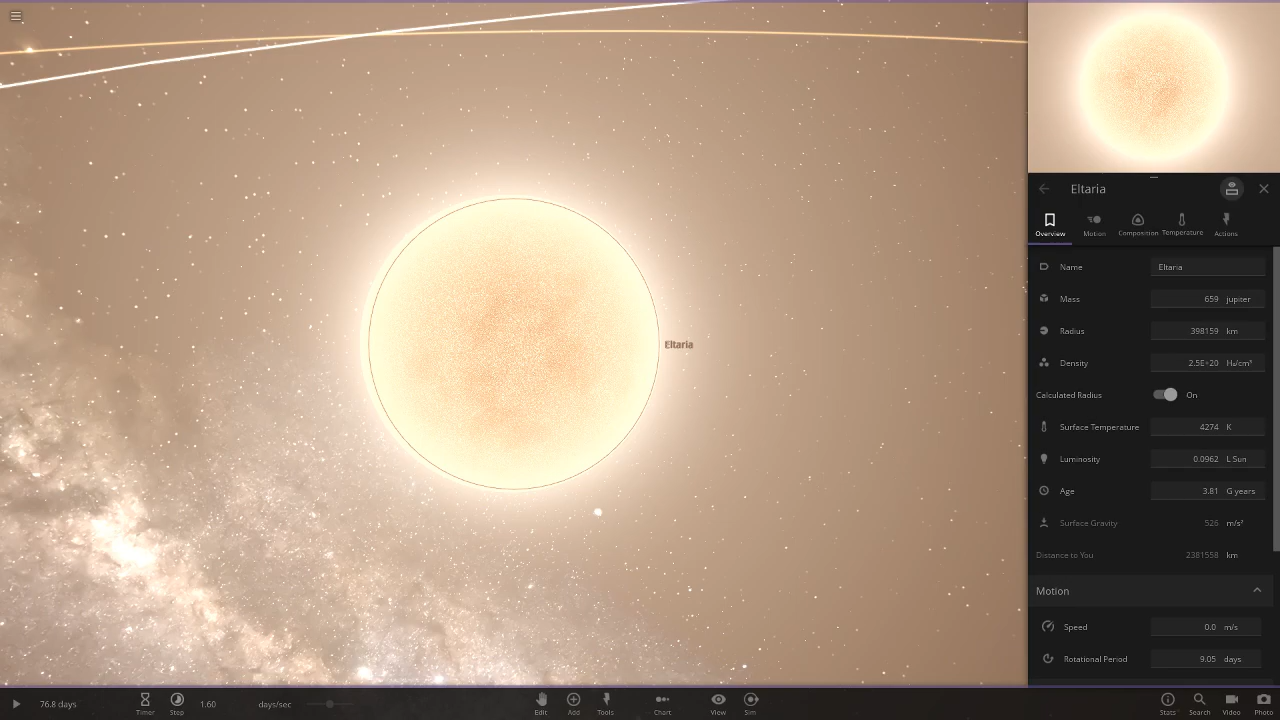 Eltaria
Eltaria
Overview
Motion
Composition
Temperature
Actions
Name Eltaria
Mass 659 jupiter
Radius 398159 km
Density 2.5E+20 Ha/cm³
Calculated Radius On
Surface Temperature 4274 K
Luminosity 0.0962 L Sun
Age 3.81 G years
Surface Gravity 526 m/s²
Distance to You 2381558 km
Motion
Speed 0.0 m/s
Rotational Period 9.05 days
76.8 days
Timer
Step
1.60 days/sec
Edit
Add
Tools
Chart
View
Sim
Stats
Search
Video
Photo